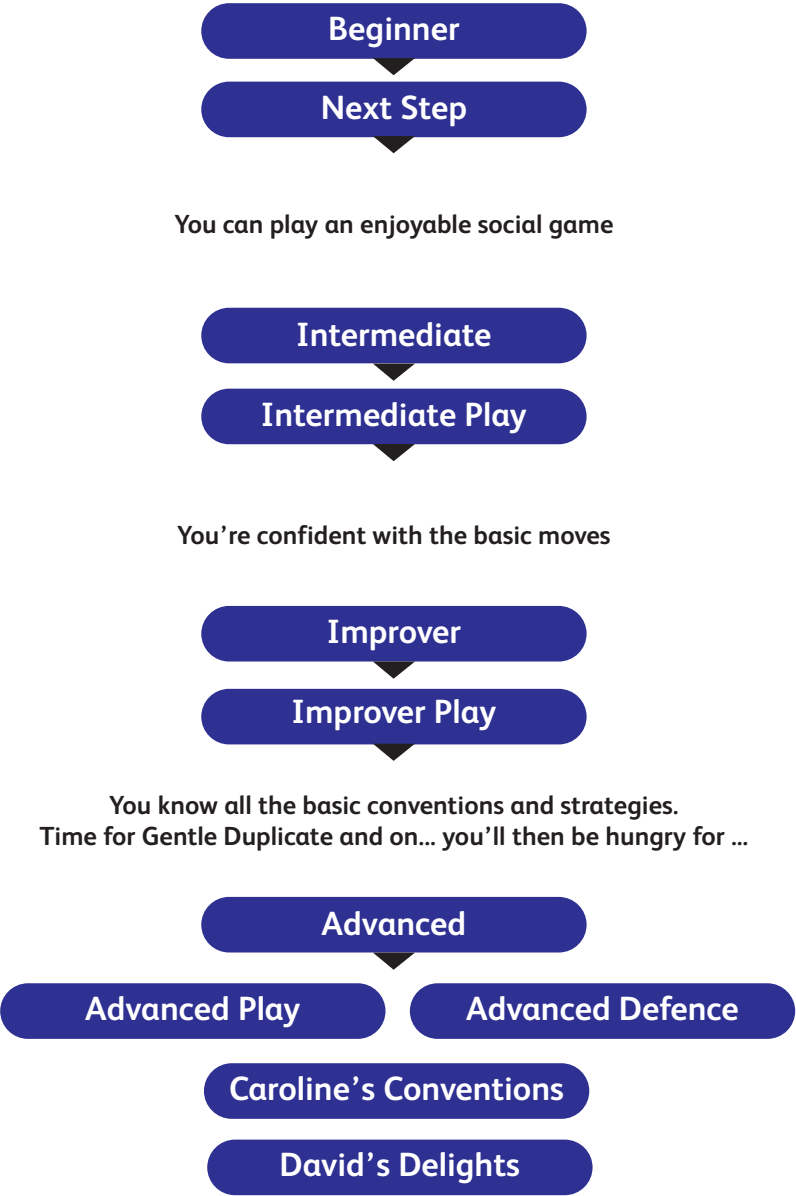 Beginner
Next Step
You can play an enjoyable social game
Intermediate
Intermediate Play
You’re confident with the basic moves
Improver
Improver Play
You know all the basic conventions and strategies.
Time for Gentle Duplicate and on... you’ll then be hungry for ...
Advanced
Advanced Play
Advanced Defence
Caroline’s Conventions
David’s Delights